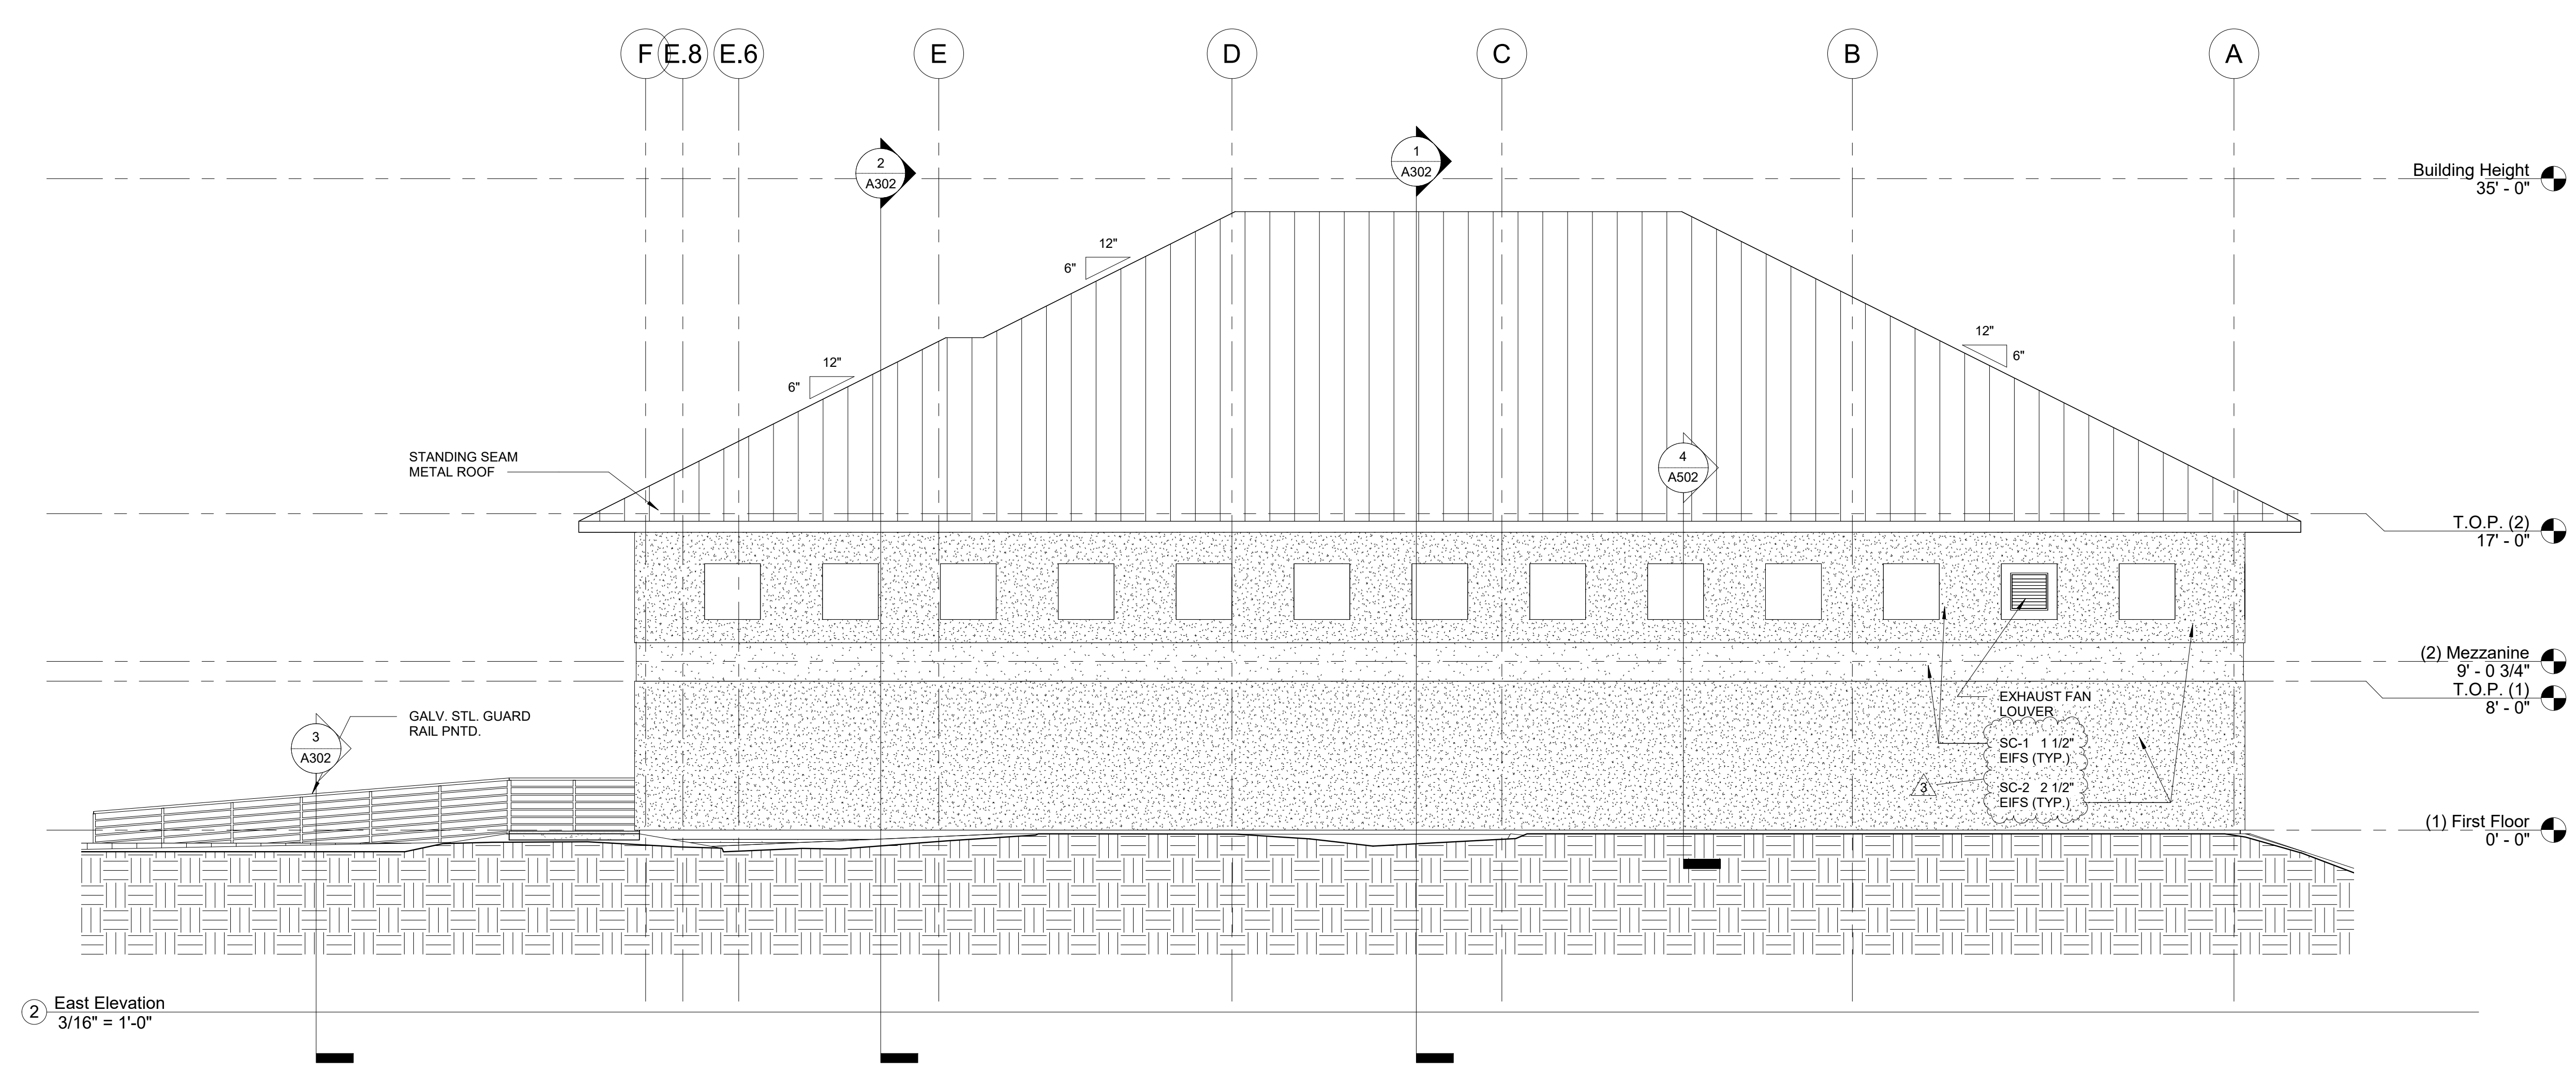 F
E.8
E.6
E
D
C
B
A
2
A302
1
A302
Building Height
35' - 0"
12"
6"
12"
6"
12"
6"
STANDING SEAM
METAL ROOF
4
A502
T.O.P. (2)
17' - 0"
(2) Mezzanine
9' - 0 3/4"
T.O.P. (1)
8' - 0"
EXHAUST FAN
LOUVER
GALV. STL. GUARD
RAIL PNTD.
3
A302
SC-1 1 1/2"
EIFS (TYP.)
3
SC-2 2 1/2"
EIFS (TYP.)
(1) First Floor
0' - 0"
2
East Elevation
3/16" = 1'-0"